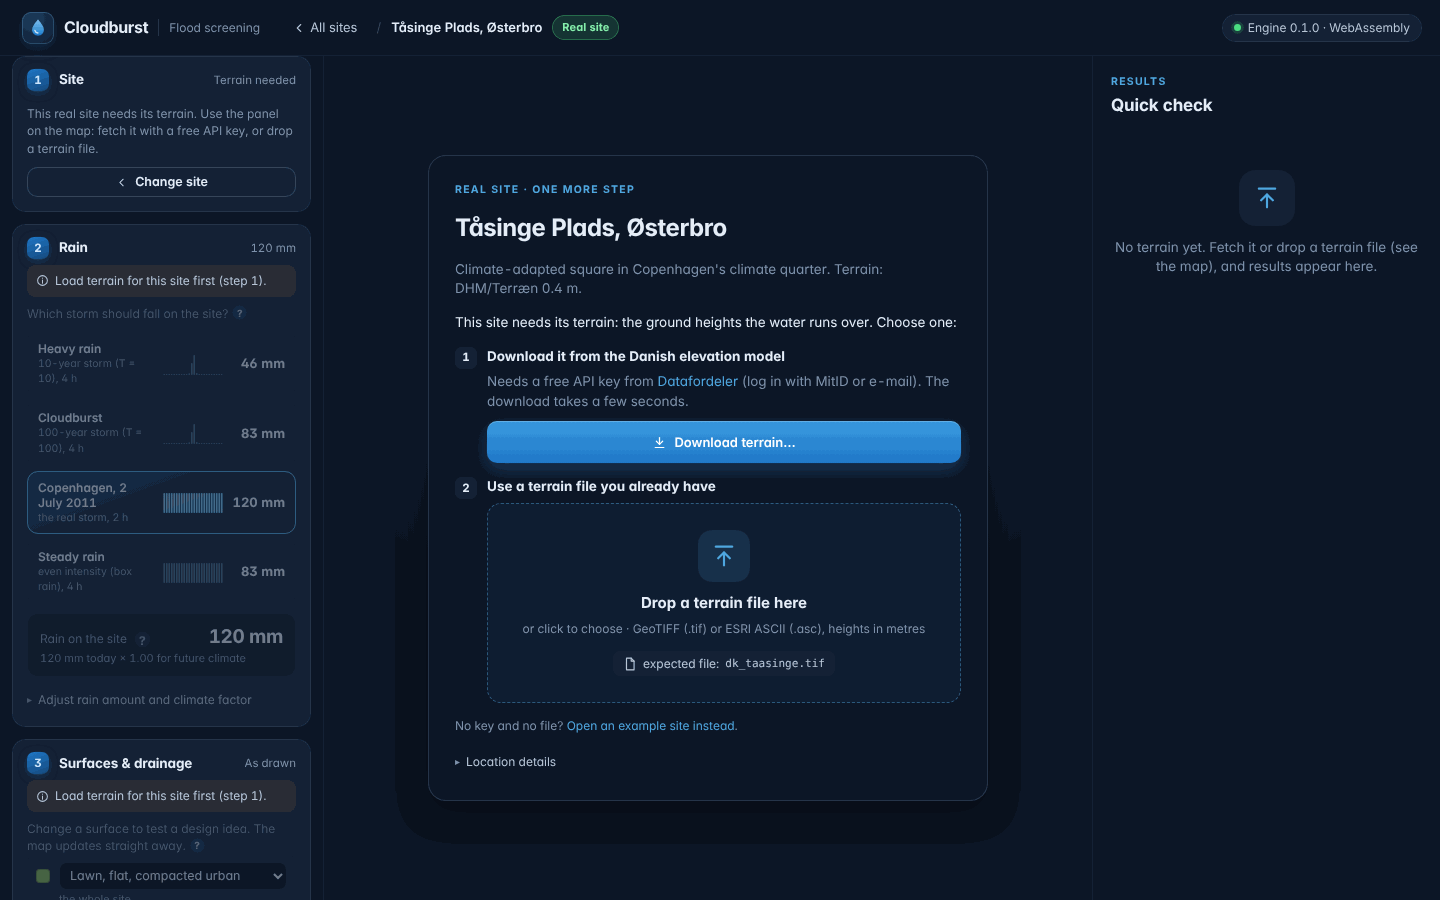 Cloudburst
Flood screening
All sites
/
Tåsinge Plads, Østerbro
Real site
Engine 0.1.0 · WebAssembly
1
Site
Terrain needed
This real site needs its terrain. Use the panel
on the map: fetch it with a free API key, or drop
a terrain file.
Change site
2
Rain
120 mm
Load terrain for this site first (step 1).
Which storm should fall on the site? ?
Heavy rain
10-year storm (T =
10), 4 h
46 mm
Cloudburst
100-year storm (T =
100), 4 h
83 mm
Copenhagen, 2
July 2011
the real storm, 2 h
120 mm
Steady rain
even intensity (box
rain), 4 h
83 mm
Rain on the site ?
120 mm
120 mm today × 1.00 for future climate
Adjust rain amount and climate factor
3
Surfaces & drainage
As drawn
Load terrain for this site first (step 1).
Change a surface to test a design idea. The
map updates straight away. ?
Lawn, flat, compacted urban
the whole site
REAL SITE · ONE MORE STEP
Tåsinge Plads, Østerbro
Climate-adapted square in Copenhagen's climate quarter. Terrain:
DHM/Terræn 0.4 m.
This site needs its terrain: the ground heights the water runs over. Choose one:
1
Download it from the Danish elevation model
Needs a free API key from Datafordeler (log in with MitID or e-mail). The
download takes a few seconds.
Download terrain...
2
Use a terrain file you already have
Drop a terrain file here
or click to choose · GeoTIFF (.tif) or ESRI ASCII (.asc), heights in metres
expected file: dk_taasinge.tif
No key and no file? Open an example site instead.
Location details
RESULTS
Quick check
No terrain yet. Fetch it or drop a terrain file (see
the map), and results appear here.